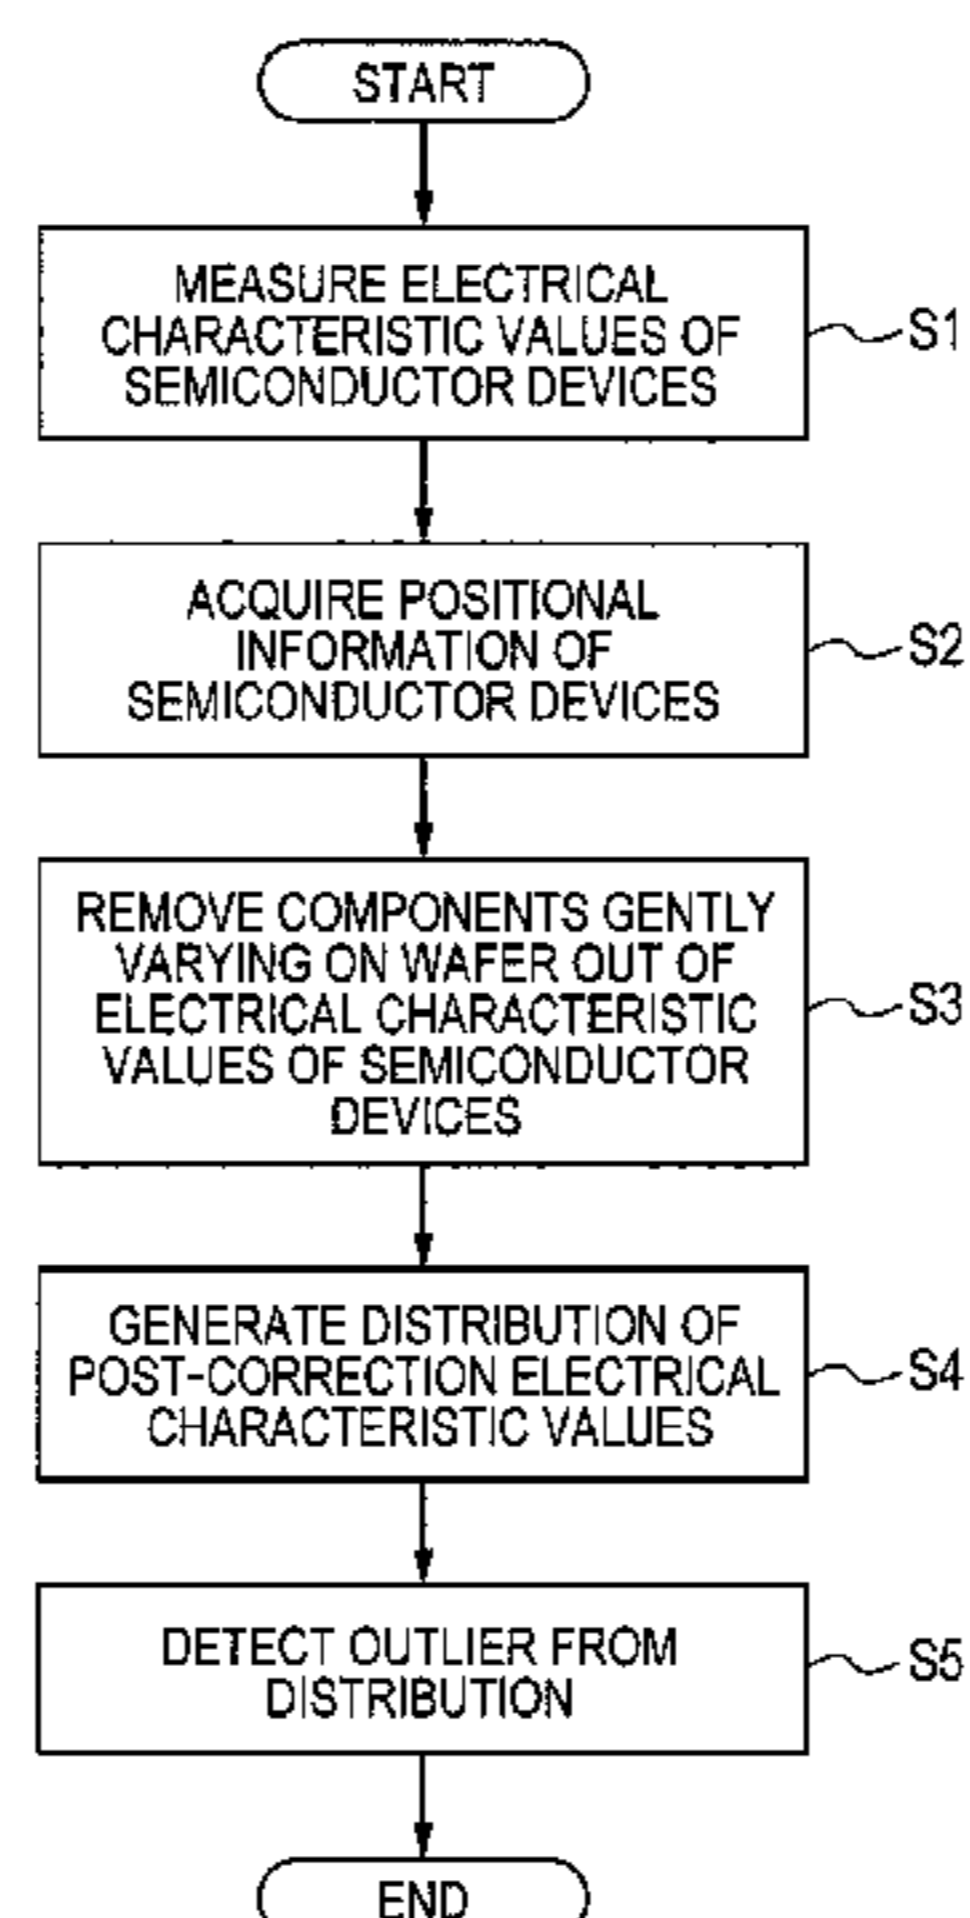 START
MEASURE ELECTRICAL
CHARACTERISTIC VALUES OF
SEMICONDUCTOR DEVICES
S1
ACQUIRE POSITIONAL
INFORMATION OF
SEMICONDUCTOR DEVICES
S2
REMOVE COMPONENTS GENTLY
VARYING ON WAFER OUT OF
ELECTRICAL CHARACTERISTIC
VALUES OF SEMICONDUCTOR
DEVICES
S3
GENERATE DISTRIBUTION OF
POST-CORRECTION ELECTRICAL
CHARACTERISTIC VALUES
S4
DETECT OUTLIER FROM
DISTRIBUTION
S5
END